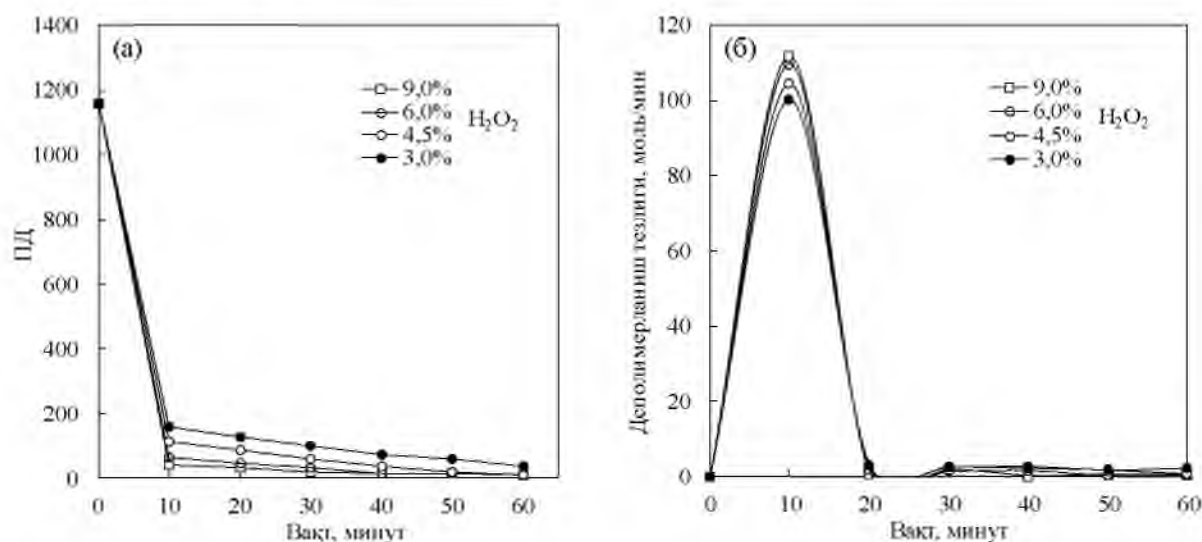 (а)
1400
1200
1000
800
600
400
200
0
ПД
9,0%
6,0%
4,5%
3,0%
H₂O₂
0 10 20 30 40 50 60
Вақт, минут
(б)
120
100
80
60
40
20
0
Деполимерланиш тезлиги, моль/мин
9,0%
6,0%
4,5%
3,0%
H₂O₂
0 10 20 30 40 50 60
Вақт, минут